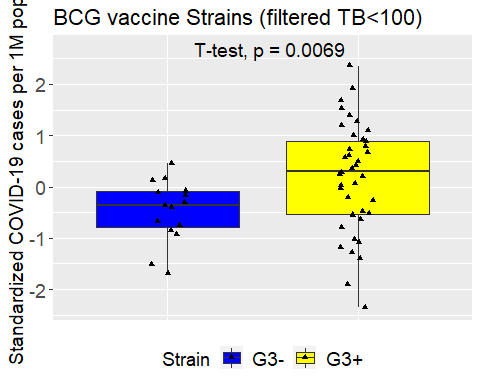 BCG vaccine Strains (filtered TB<100)
T-test, p = 0.0069
Standardized COVID-19 cases per 1M pop
2
1
0
-1
-2
Strain G3- G3+